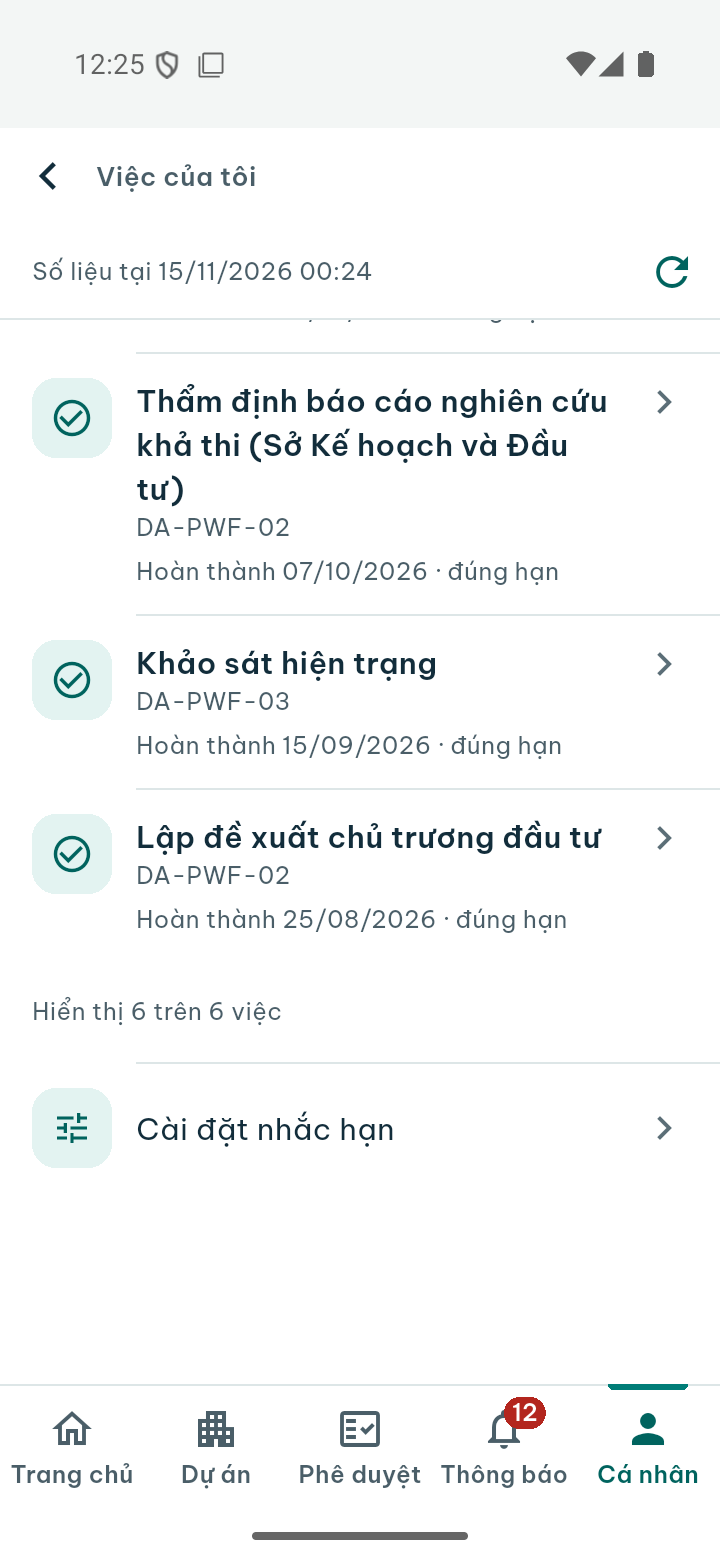 12:25
Việc của tôi
Số liệu tại 15/11/2026 00:24
Thẩm định báo cáo nghiên cứu
khả thi (Sở Kế hoạch và Đầu
tư)
DA-PWF-02
Hoàn thành 07/10/2026 · đúng hạn
Khảo sát hiện trạng
DA-PWF-03
Hoàn thành 15/09/2026 · đúng hạn
Lập đề xuất chủ trương đầu tư
DA-PWF-02
Hoàn thành 25/08/2026 · đúng hạn
Hiển thị 6 trên 6 việc
Cài đặt nhắc hạn
12
Trang chủ
Dự án
Phê duyệt
Thông báo
Cá nhân